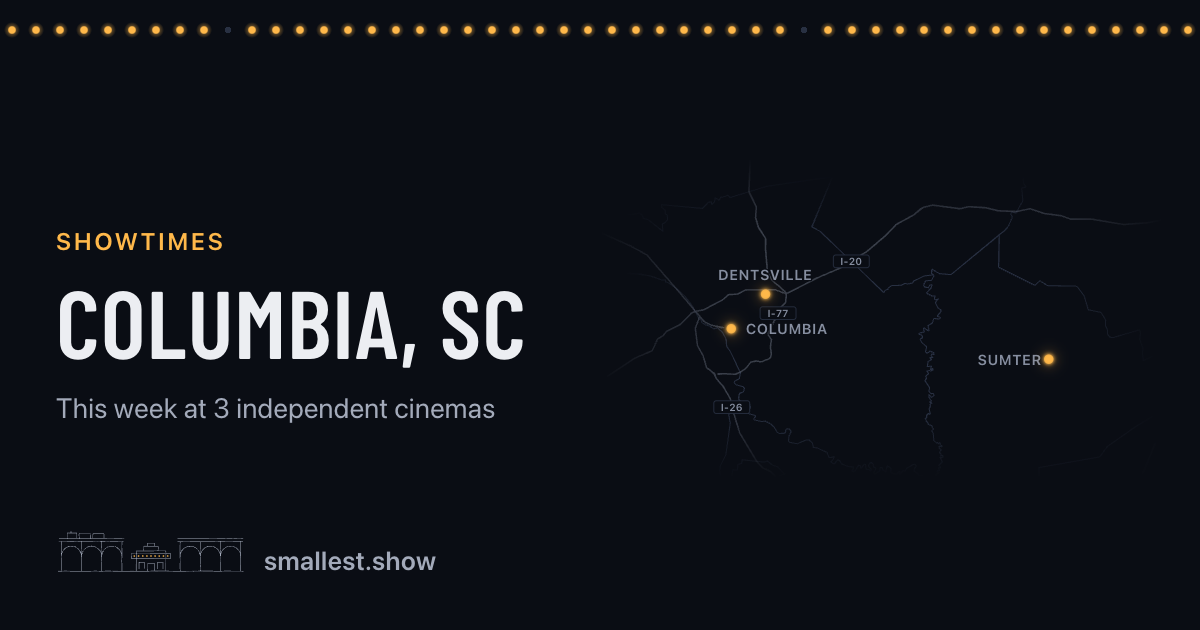 SHOWTIMES
COLUMBIA, SC
This week at 3 independent cinemas
smallest.show
I-20
DENTSVILLE
I-77
COLUMBIA
SUMTER
I-26